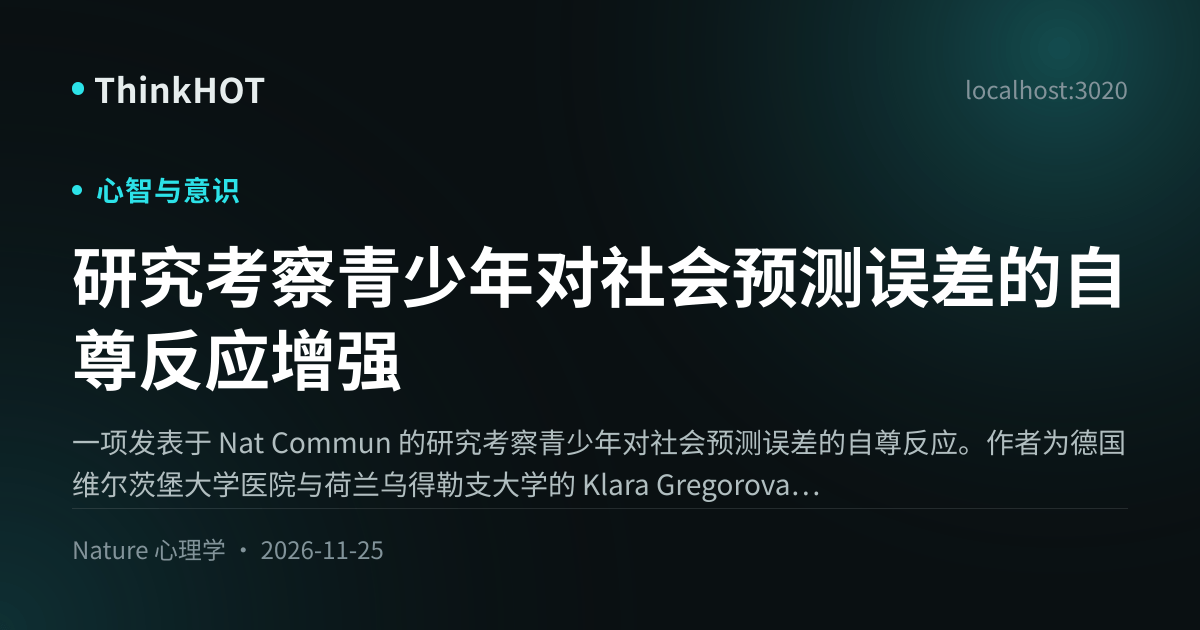 ThinkHOT
localhost:3020
心智与意识
研究考察青少年对社会预测误差的自
尊反应增强
一项发表于 Nat Commun 的研究考察青少年对社会预测误差的自尊反应。作者为德国
维尔茨堡大学医院与荷兰乌得勒支大学的 Klara Gregorova…
Nature 心理学 · 2026-11-25